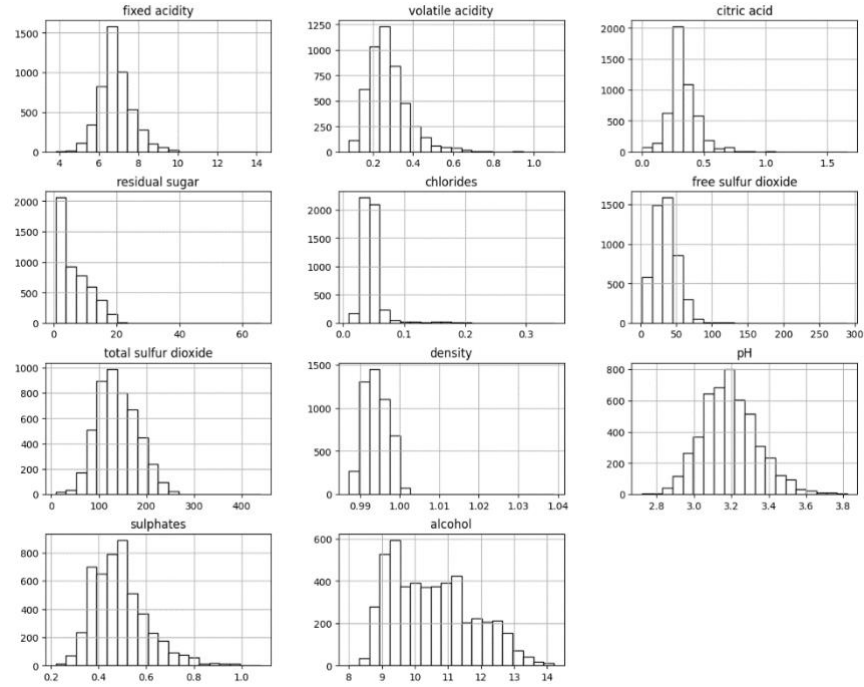 fixed acidity
1500
1000
500
0
4 6 8 10 12 14
volatile acidity
1250
1000
750
500
250
0
0.2 0.4 0.6 0.8 1.0
citric acid
2000
1500
1000
500
0
0.0 0.5 1.0 1.5
residual sugar
2000
1500
1000
500
0
0 20 40 60
chlorides
2000
1500
1000
500
0
0.0 0.1 0.2 0.3
free sulfur dioxide
1500
1000
500
0
0 50 100 150 200 250 300
total sulfur dioxide
1000
800
600
400
200
0
0 100 200 300 400
density
1500
1000
500
0
0.99 1.00 1.01 1.02 1.03 1.04
pH
800
600
400
200
0
2.8 3.0 3.2 3.4 3.6 3.8
sulphates
800
600
400
200
0
0.2 0.4 0.6 0.8 1.0
alcohol
600
400
200
0
8 9 10 11 12 13 14